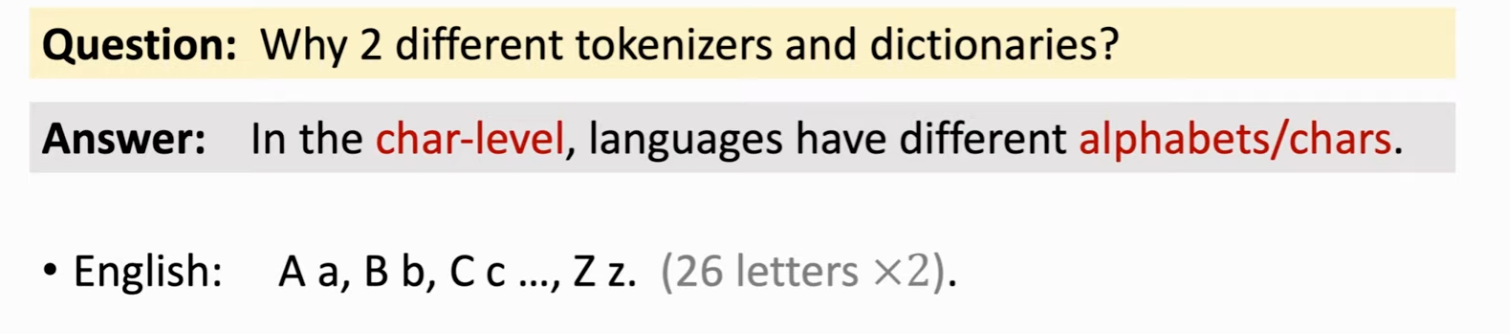 Question: Why 2 different tokenizers and dictionaries?
Answer: In the char-level, languages have different alphabets/chars.
• English: A a, B b, C c ..., Z z. (26 letters ×2).